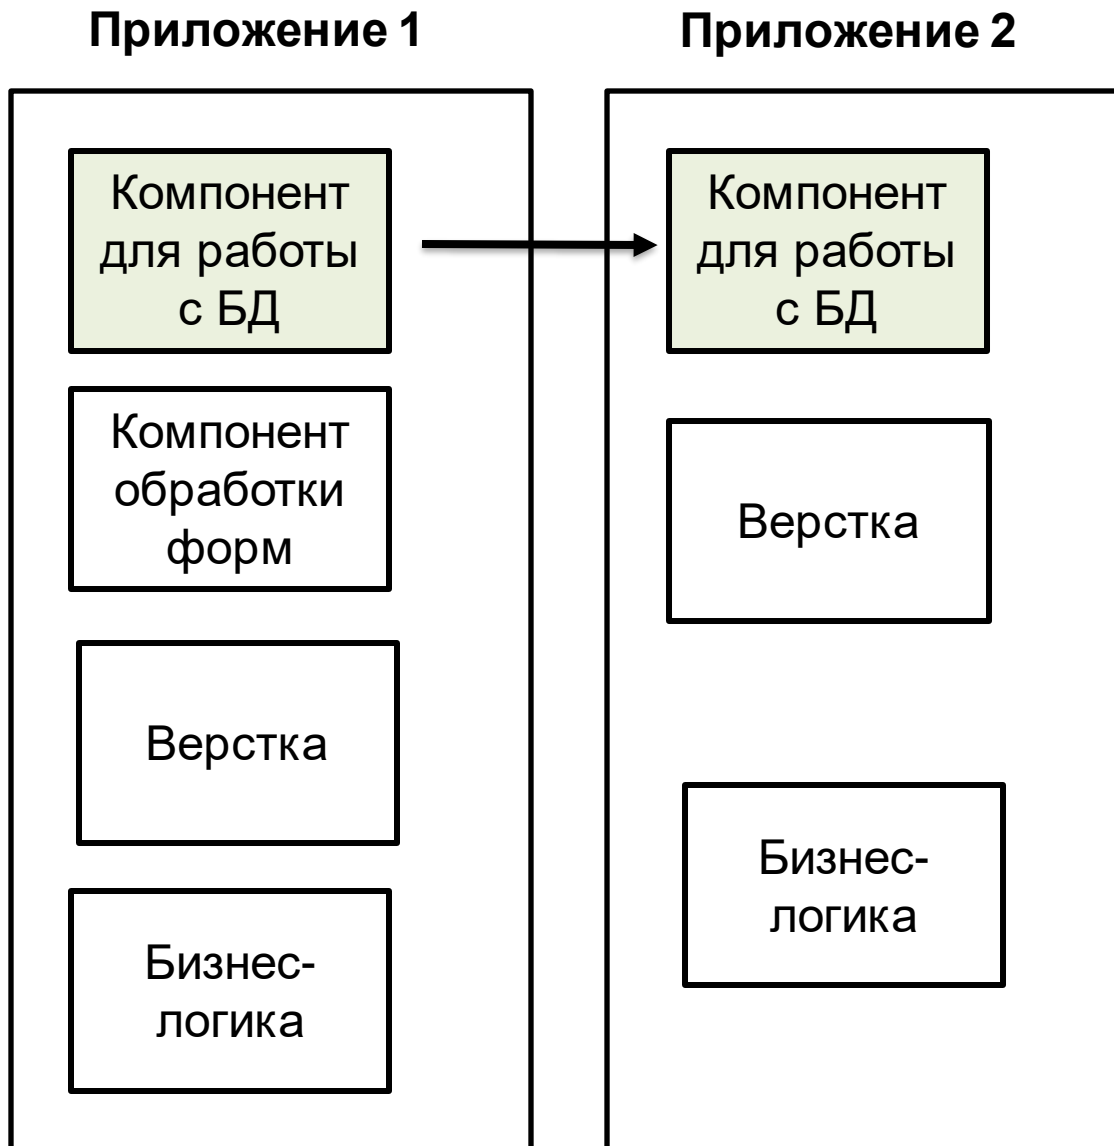 Приложение 1
Приложение 2
Компонент
для работы
с БД
Компонент
обработки
форм
Верстка
Бизнес-
логика
Компонент
для работы
с БД
Верстка
Бизнес-
логика